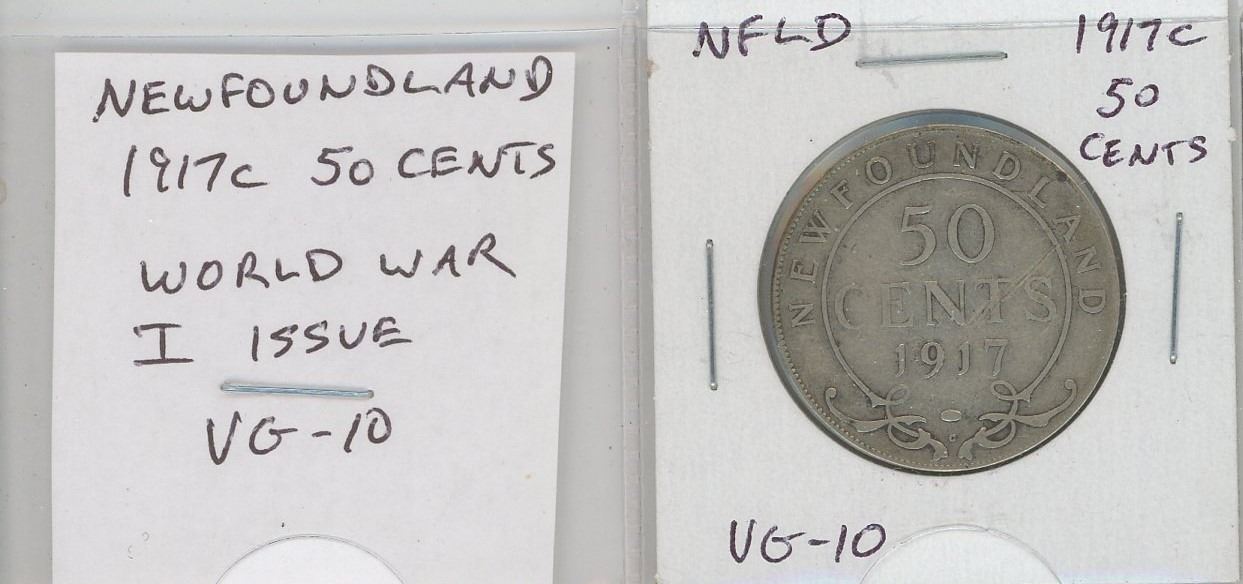 NEWFOUNDLAND
1917C 50 CENTS
WORLD WAR
I ISSUE
VG-10
NFLD
1917C
50
CENTS
NEWFOUNDLAND
50
CENTS
1917
C
VG-10